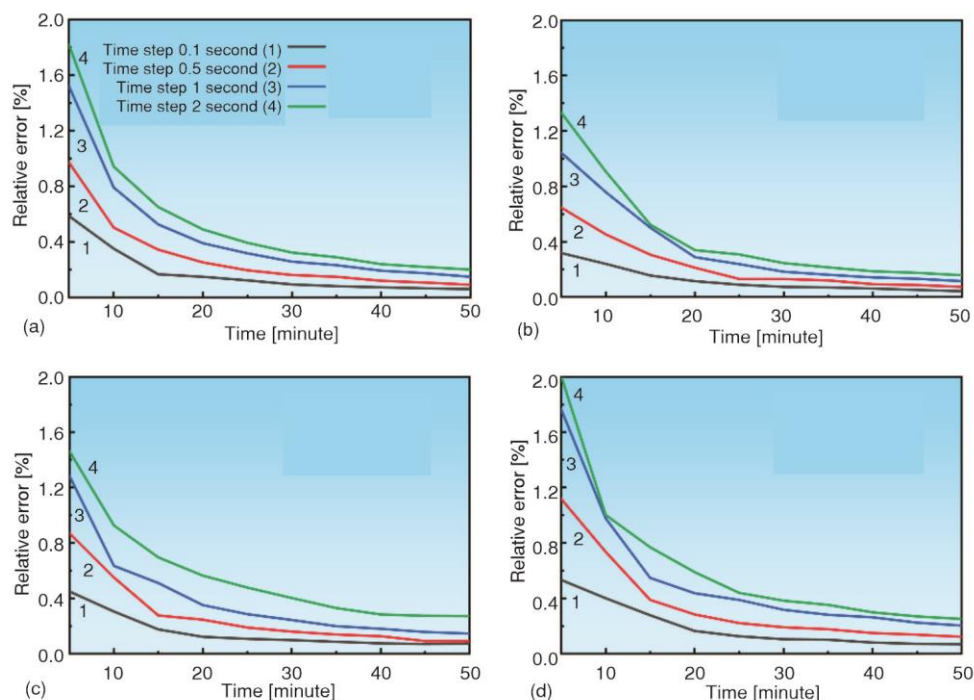 2.0
1.6
1.2
0.8
0.4
0.0
Relative error [%]
Time step 0.1 second (1)
Time step 0.5 second (2)
Time step 1 second (3)
Time step 2 second (4)
4
3
2
1
10 20 30 40 50
(a) Time [minute]
2.0
1.6
1.2
0.8
0.4
0.0
Relative error [%]
4
3
2
1
10 20 30 40 50
(b) Time [minute]
2.0
1.6
1.2
0.8
0.4
0.0
Relative error [%]
4
3
2
1
10 20 30 40 50
(c) Time [minute]
2.0
1.6
1.2
0.8
0.4
0.0
Relative error [%]
4
3
2
1
10 20 30 40 50
(d) Time [minute]